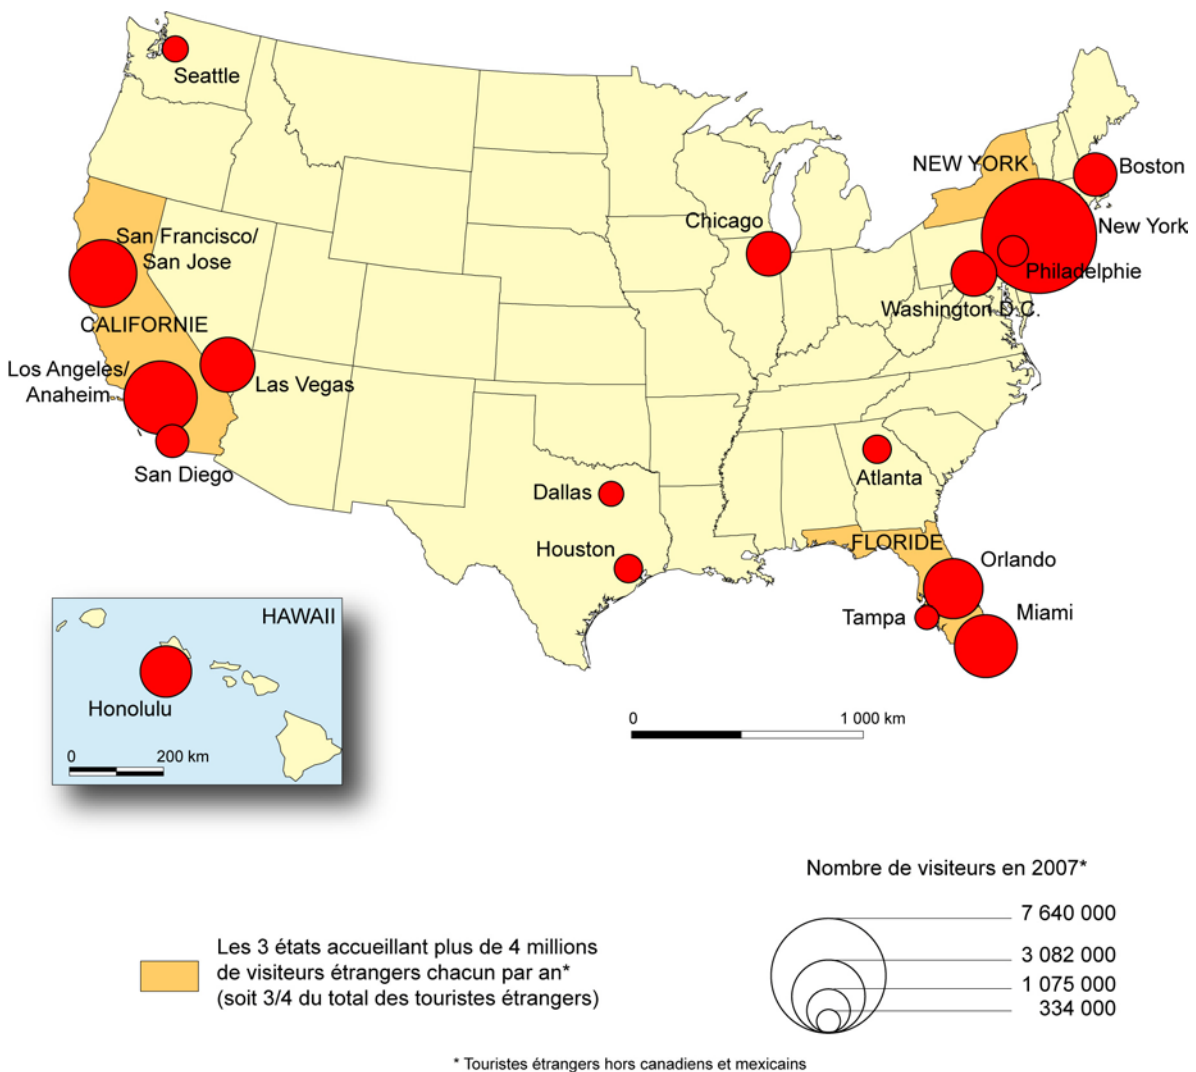 Seattle
NEW YORK
Boston
Chicago
New York
San Francisco/
San Jose
Philadelphie
Washington D.C.
CALIFORNIE
Los Angeles/
Anaheim
Las Vegas
San Diego
Dallas
Atlanta
Houston
FLORIDE
Orlando
Tampa
Miami
HAWAII
Honolulu
0 200 km
0 1 000 km
Nombre de visiteurs en 2007*
7 640 000
3 082 000
1 075 000
334 000
Les 3 états accueillant plus de 4 millions
de visiteurs étrangers chacun par an*
(soit 3/4 du total des touristes étrangers)
* Touristes étrangers hors canadiens et mexicains